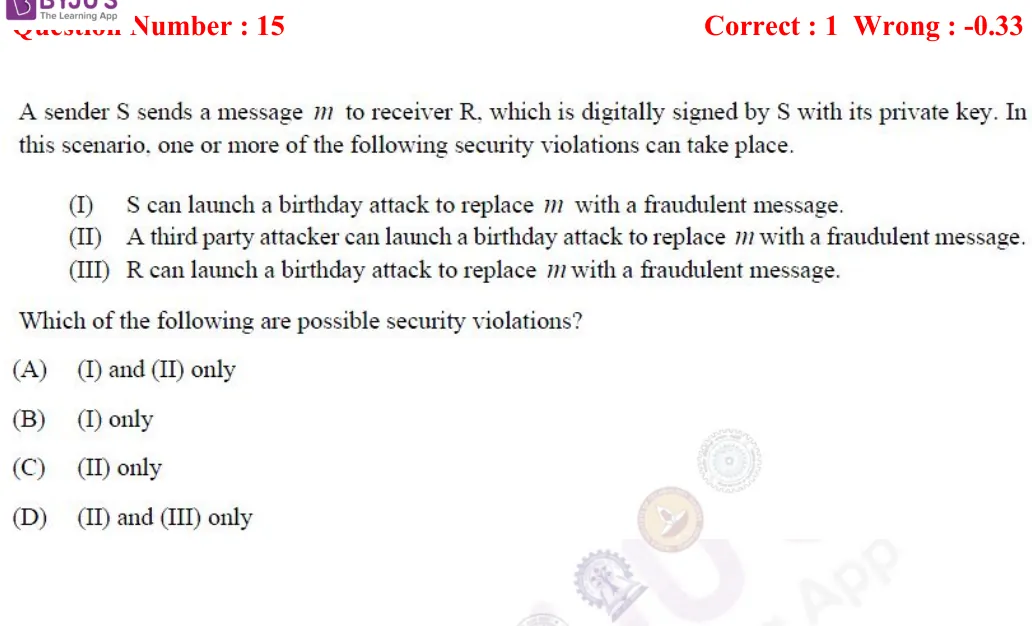 BYJU'S
The Learning App
Question Number : 15 Correct : 1 Wrong : -0.33
A sender S sends a message m to receiver R, which is digitally signed by S with its private key. In
this scenario, one or more of the following security violations can take place.
(I) S can launch a birthday attack to replace m with a fraudulent message.
(II) A third party attacker can launch a birthday attack to replace m with a fraudulent message.
(III) R can launch a birthday attack to replace m with a fraudulent message.
Which of the following are possible security violations?
(A) (I) and (II) only
(B) (I) only
(C) (II) only
(D) (II) and (III) only
App